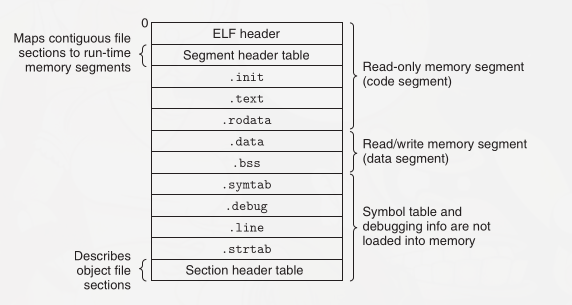 0
ELF header
Maps contiguous file
sections to run-time
memory segments
Segment header table
.init
.text
.rodata
Read-only memory segment
(code segment)
.data
.bss
Read/write memory segment
(data segment)
.symtab
.debug
.line
.strtab
Symbol table and
debugging info are not
loaded into memory
Describes
object file
sections
Section header table